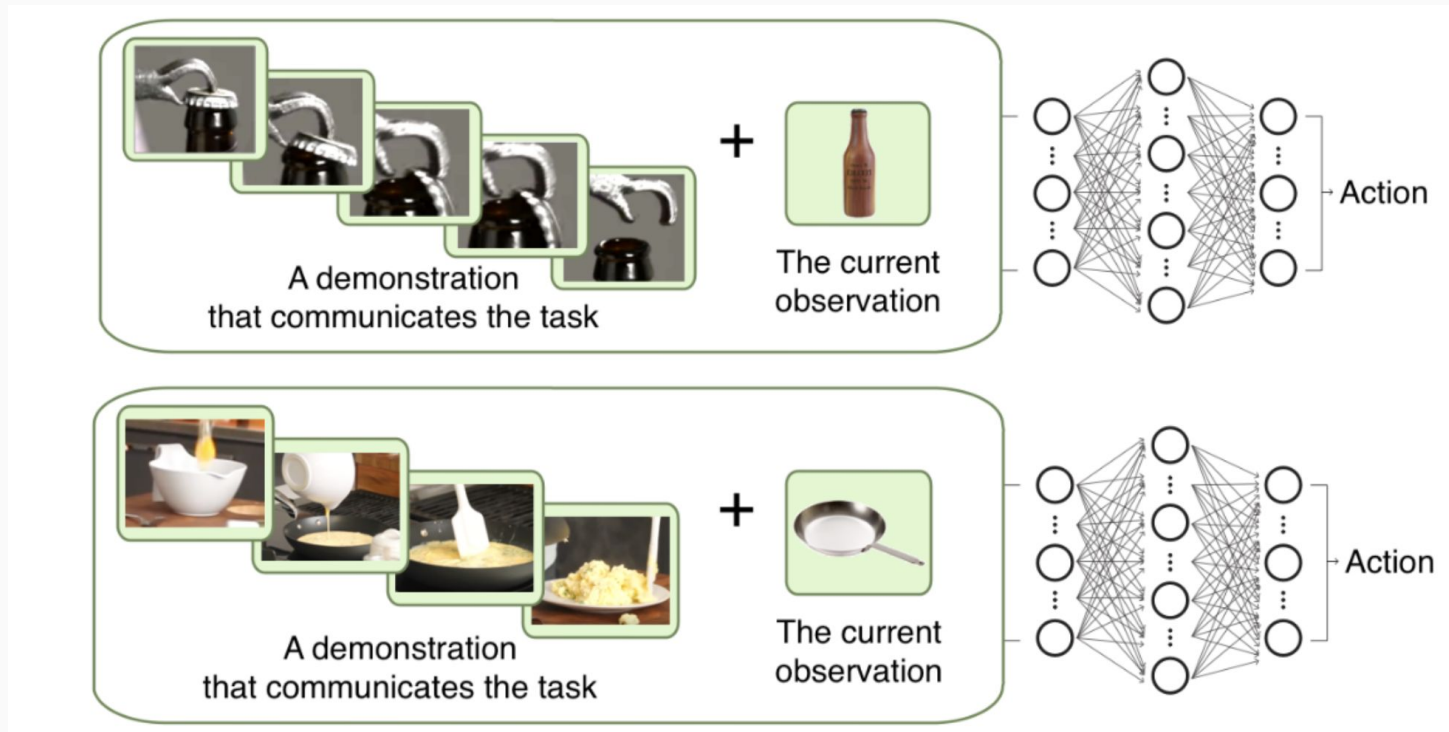 A demonstration
that communicates the task
+
The current
observation
Action
A demonstration
that communicates the task
+
The current
observation
Action